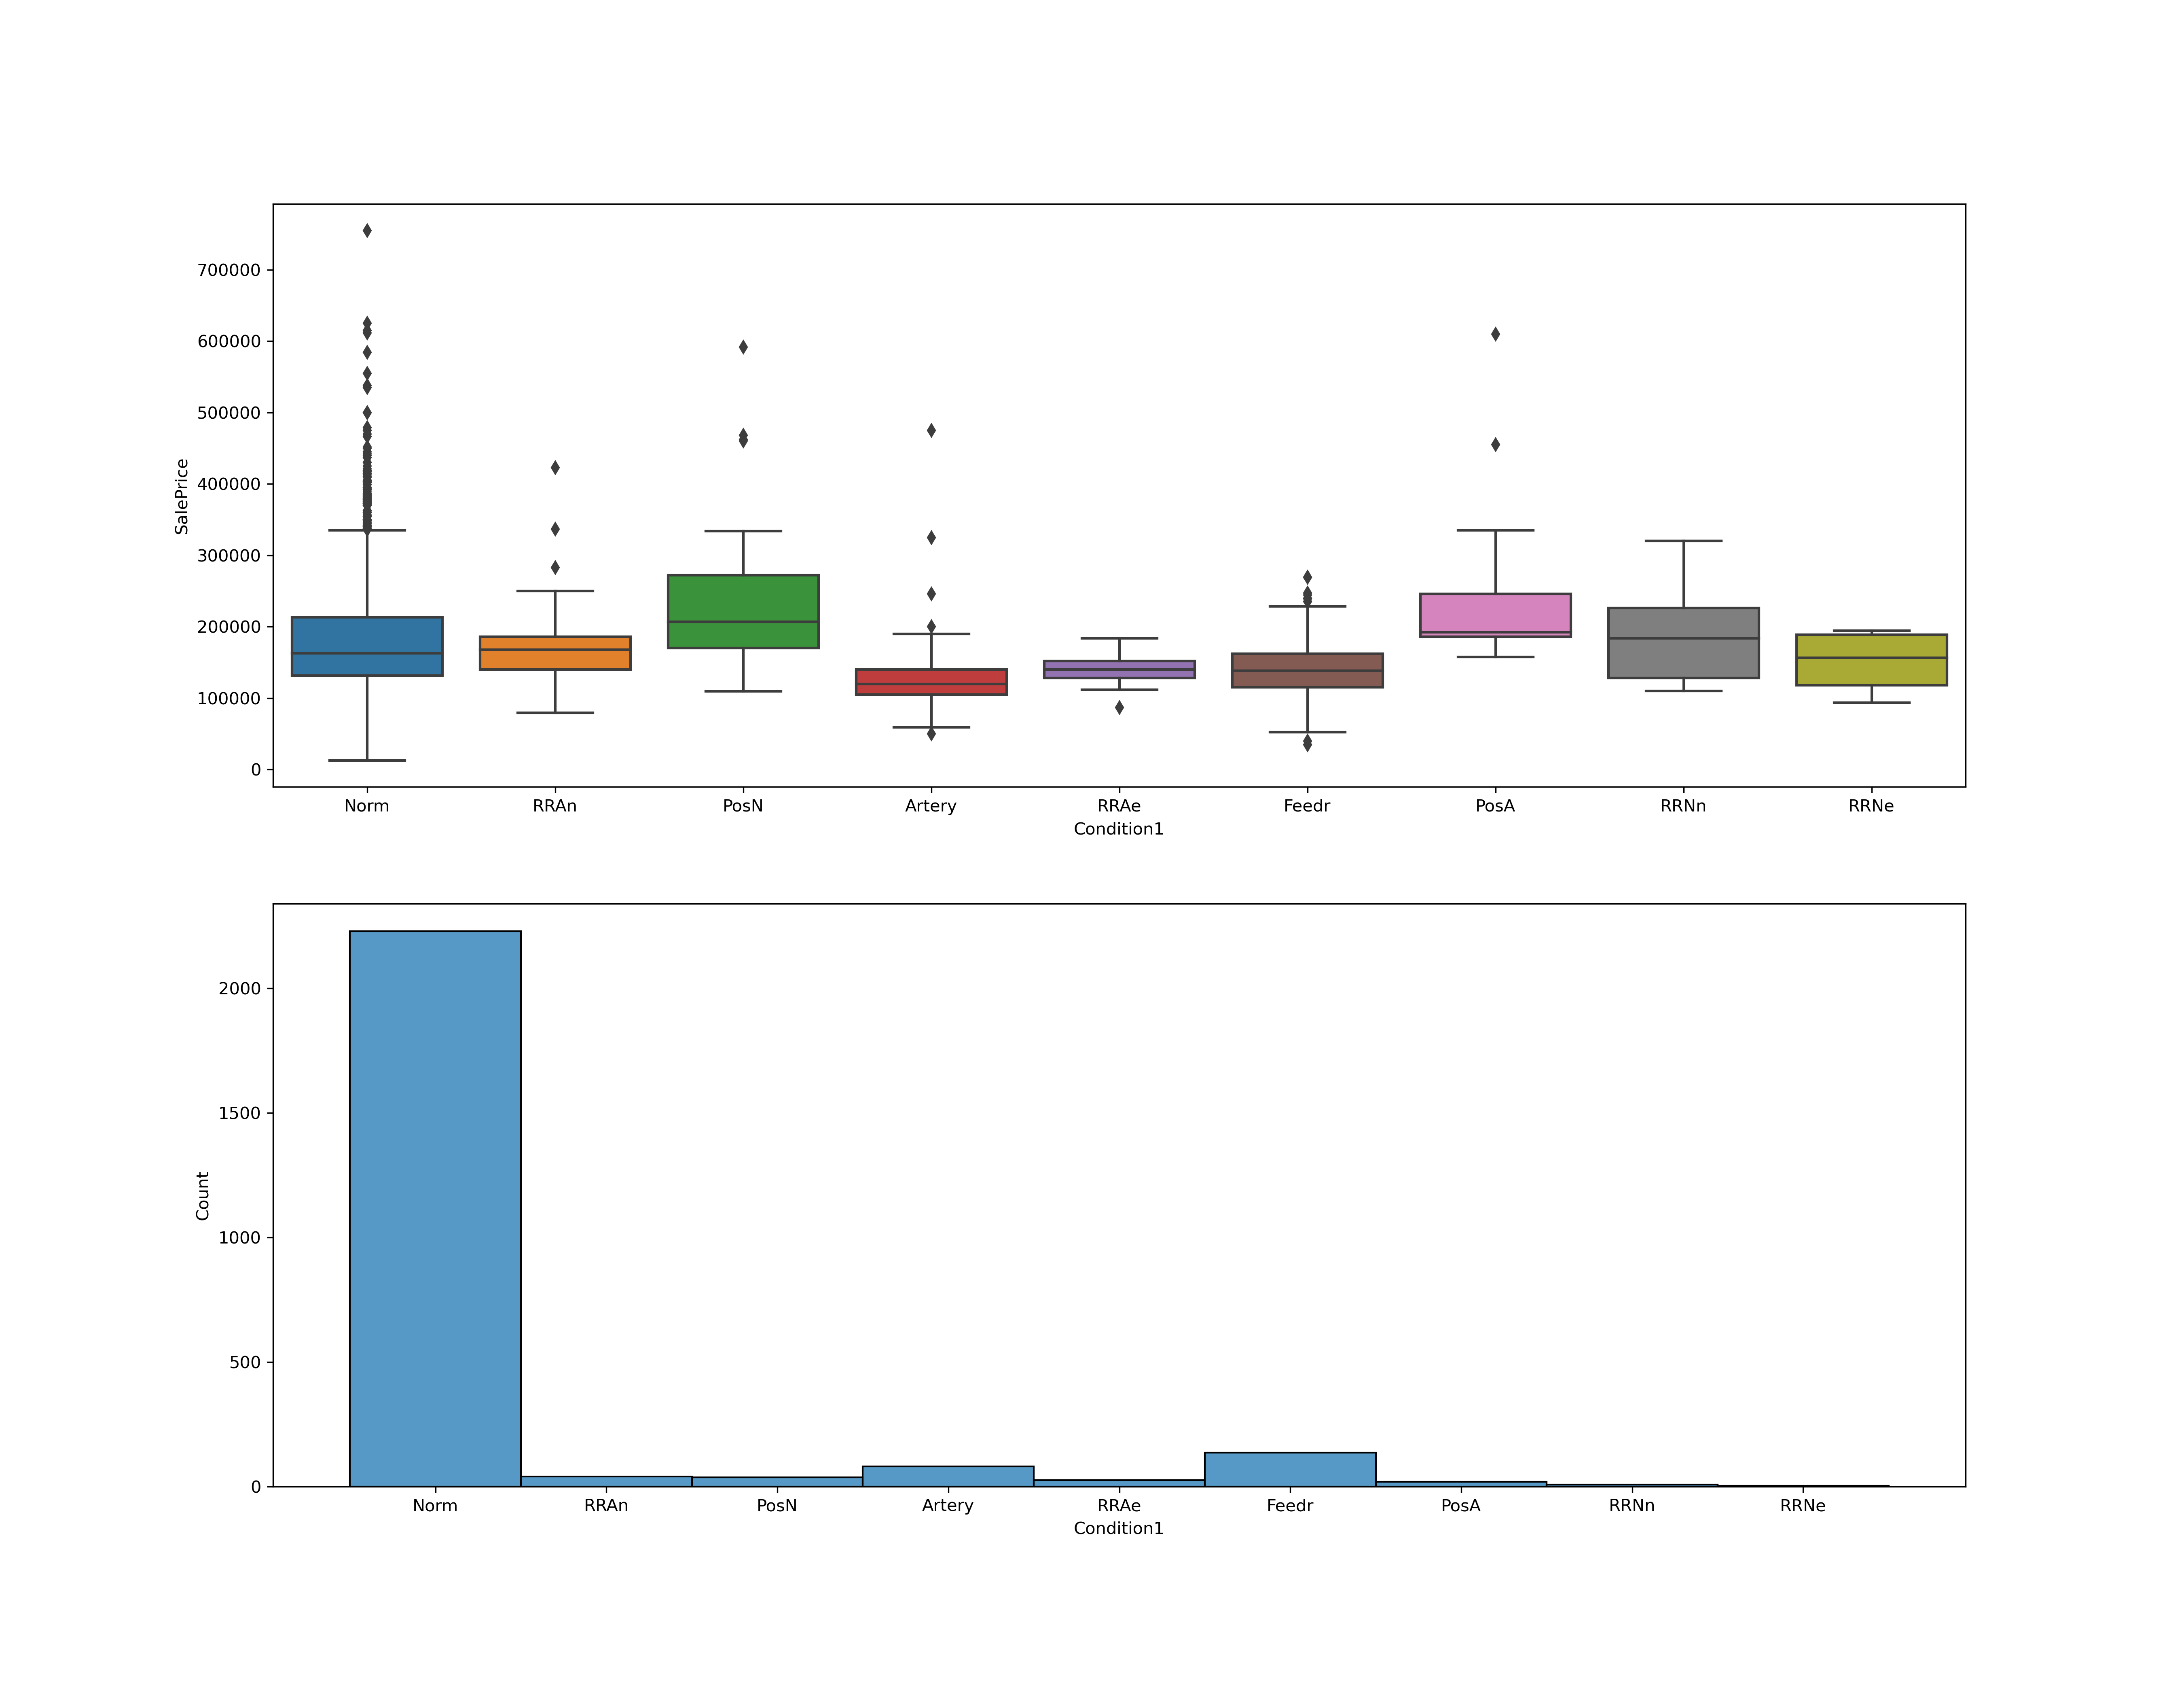 700000
600000
500000
400000
300000
200000
100000
0
SalePrice
Norm RRAn PosN Artery RRAe Feedr PosA RRNn RRNe
Condition1
2000
1500
1000
500
0
Count
Norm RRAn PosN Artery RRAe Feedr PosA RRNn RRNe
Condition1